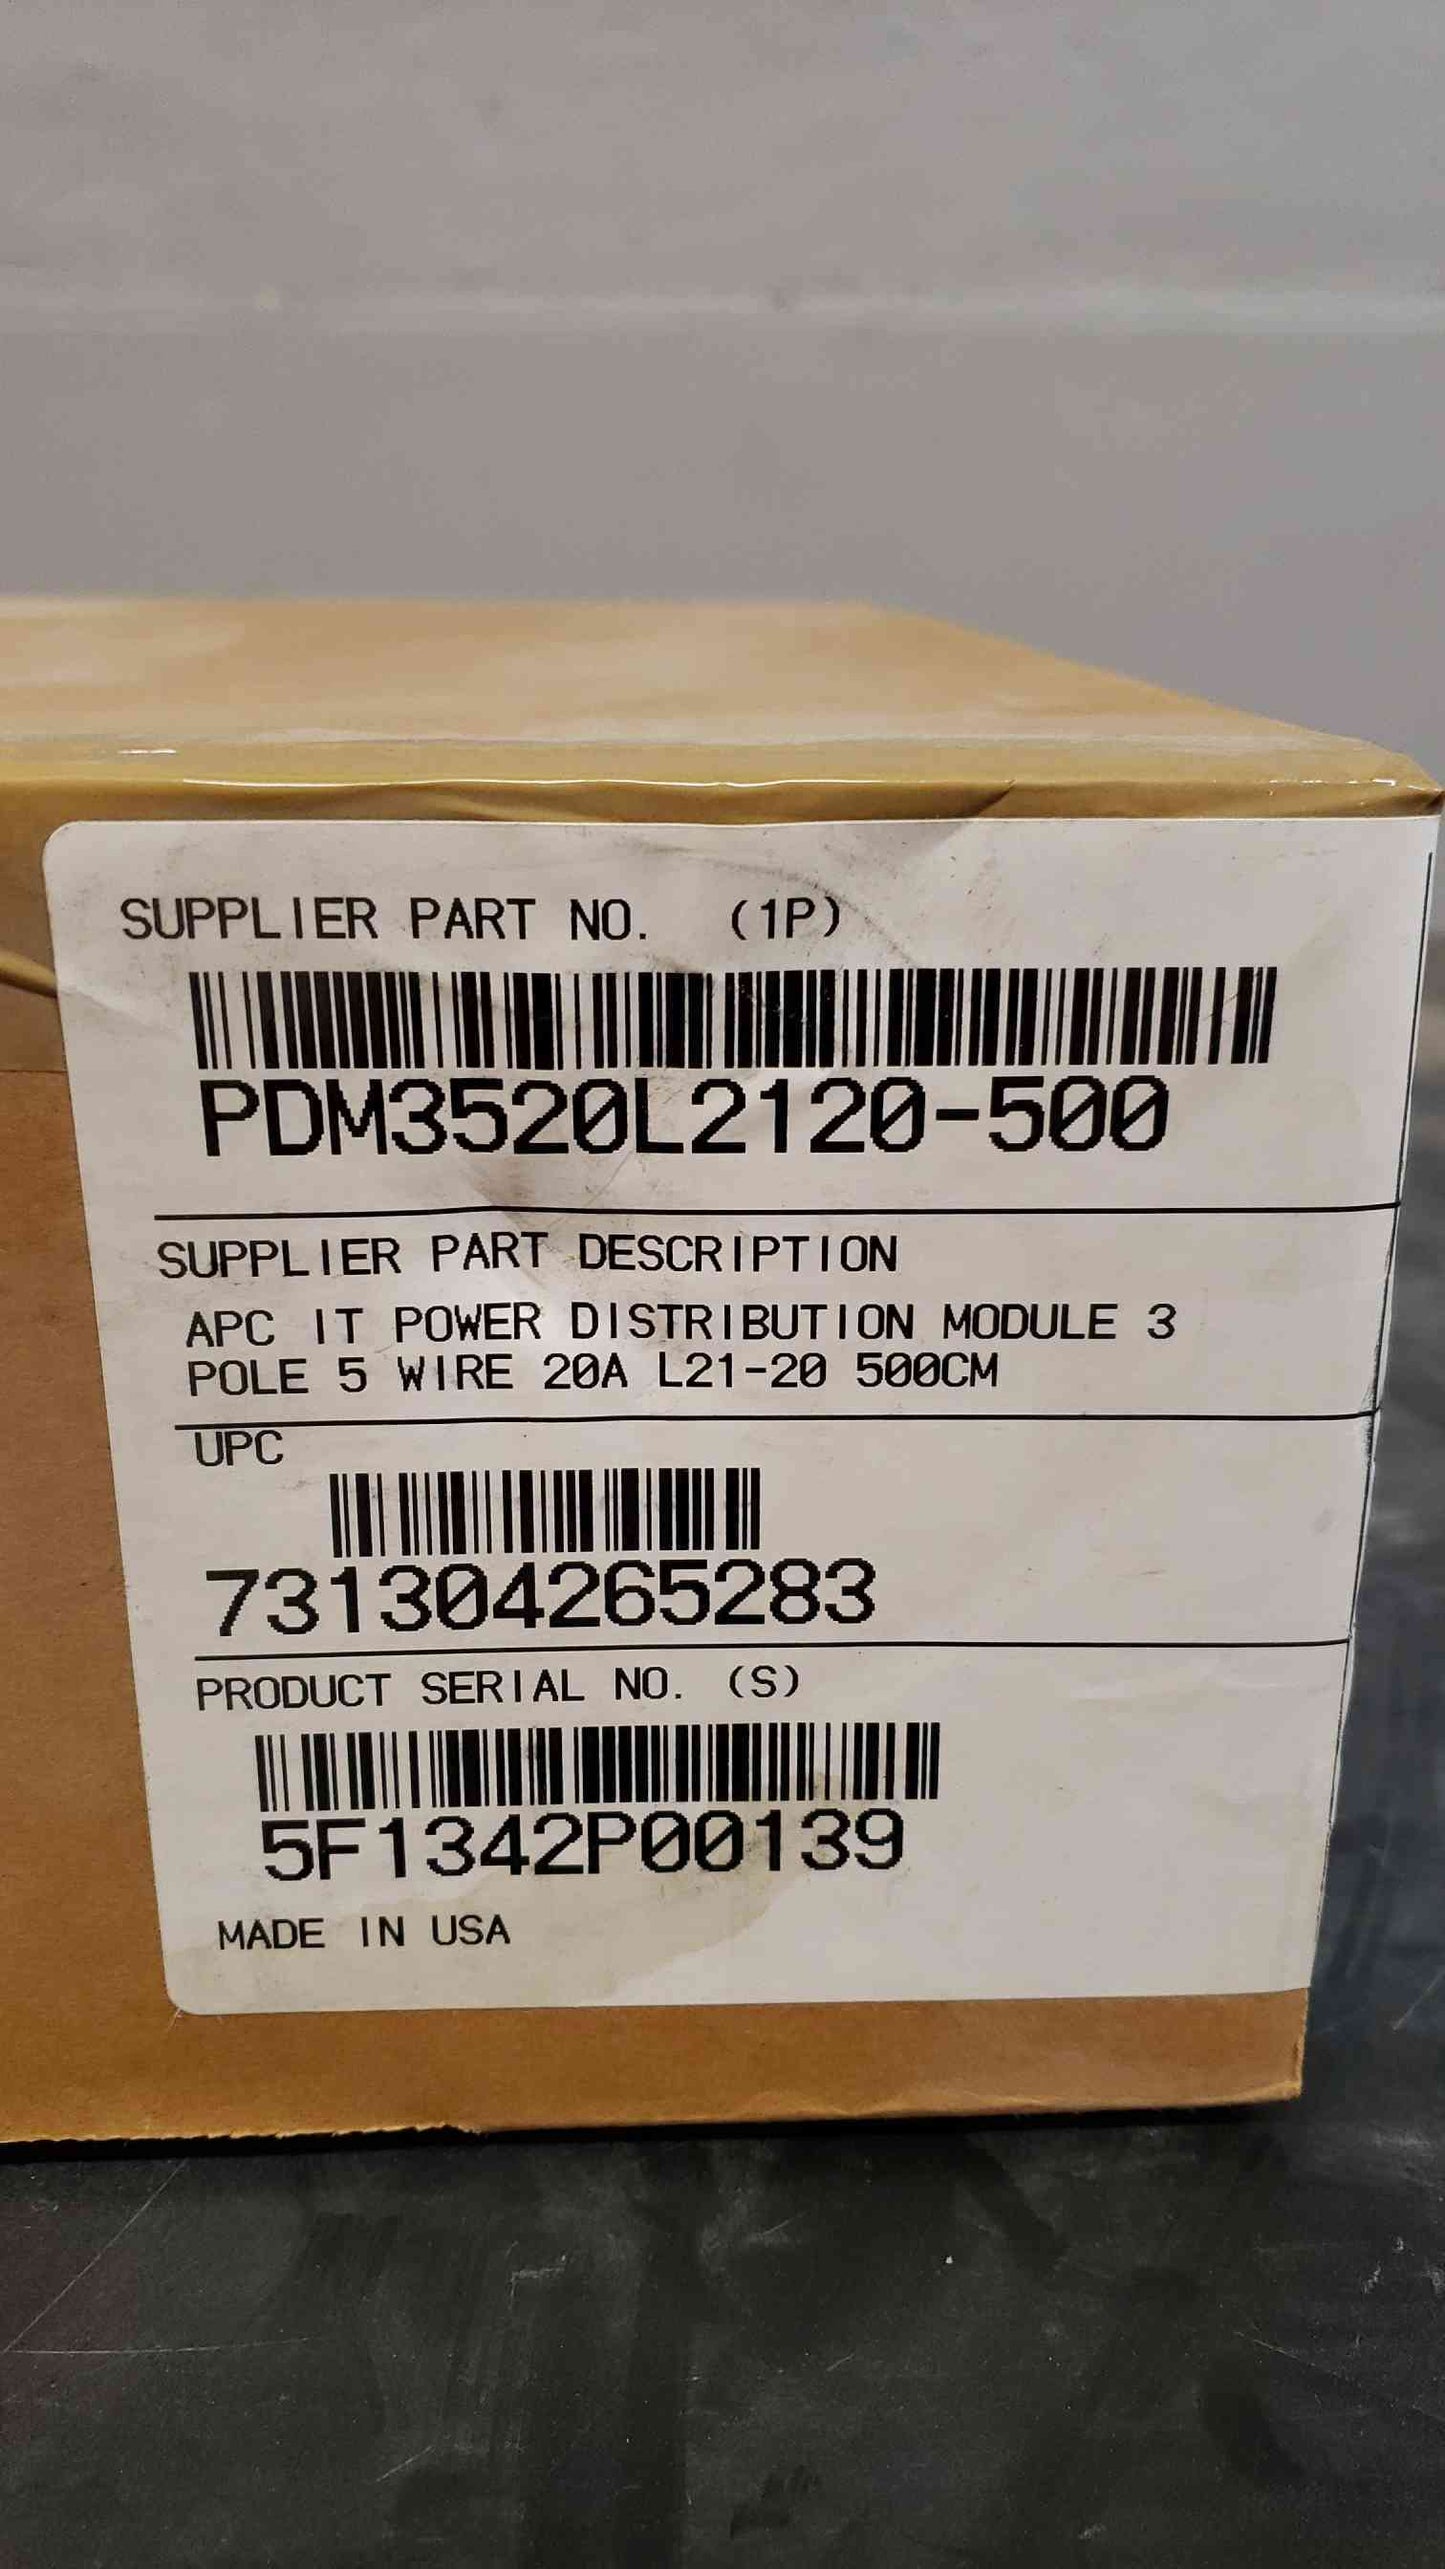 SUPPLIER PART NO. (1P)
PDM3520L2120-500
SUPPLIER PART DESCRIPTION
APC IT POWER DISTRIBUTION MODULE 3
POLE 5 WIRE 20A L21-20 500CM
UPC
731304265283
PRODUCT SERIAL NO. (S)
5F1342P00139
MADE IN USA